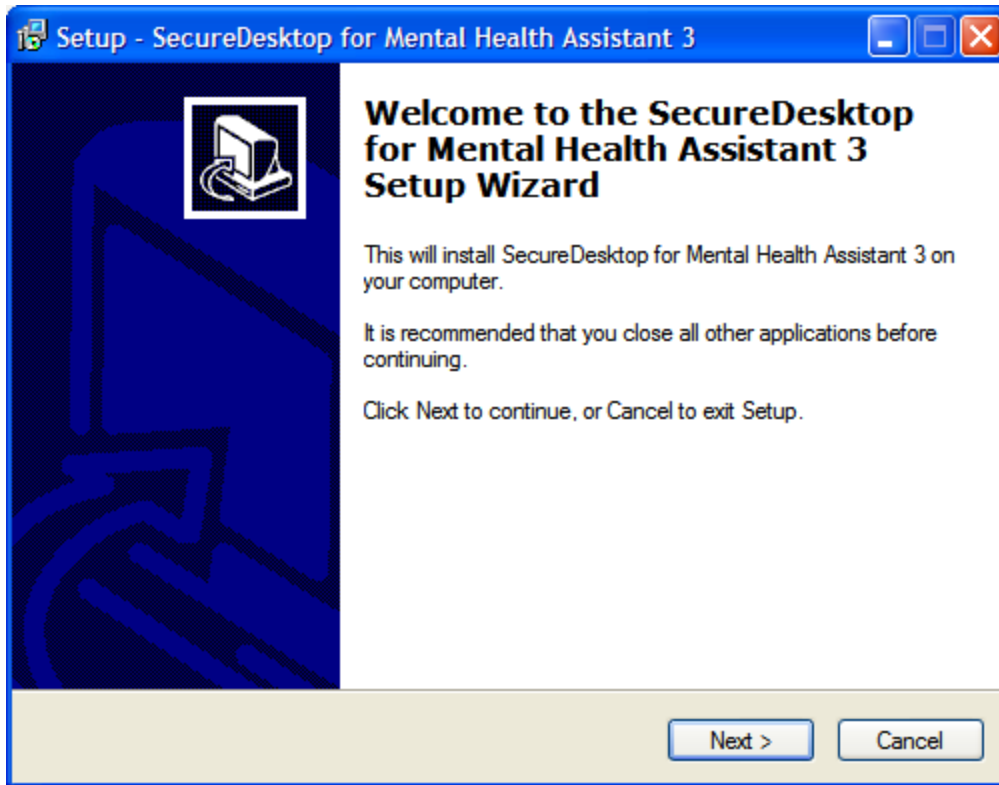 Setup - SecureDesktop for Mental Health Assistant 3
Welcome to the SecureDesktop
for Mental Health Assistant 3
Setup Wizard
This will install SecureDesktop for Mental Health Assistant 3 on
your computer.
It is recommended that you close all other applications before
continuing.
Click Next to continue, or Cancel to exit Setup.
Next >
Cancel